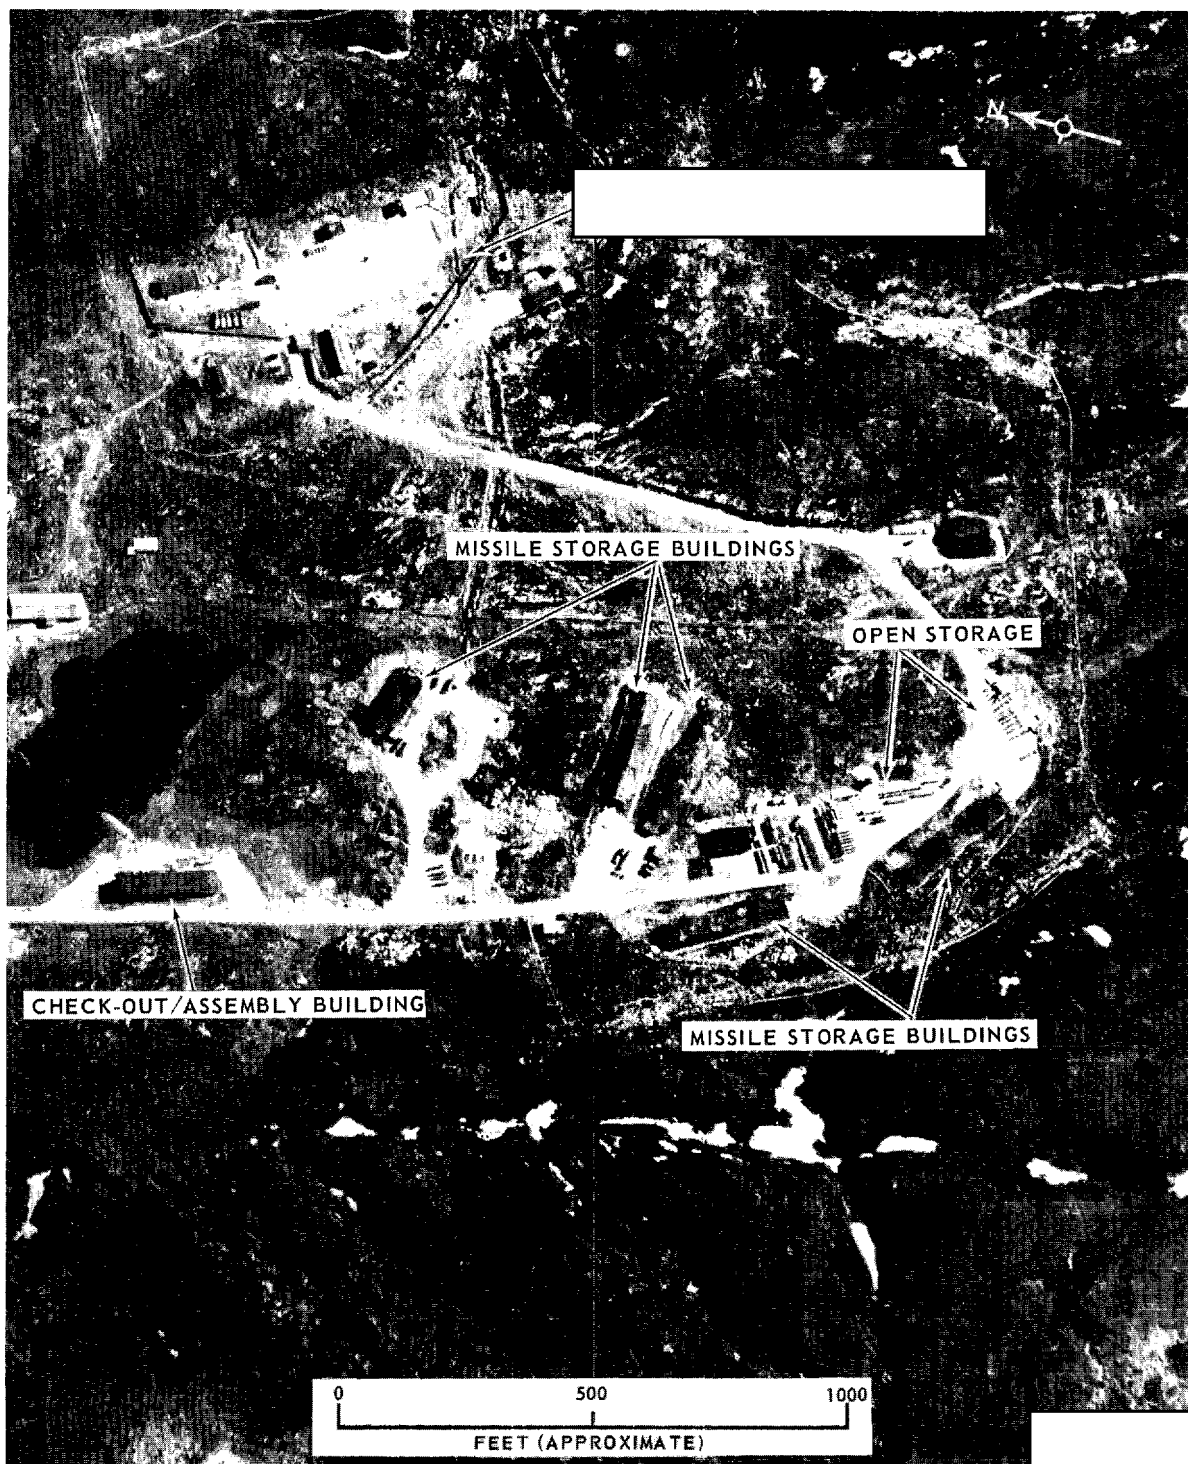 N
MISSILE STORAGE BUILDINGS
OPEN STORAGE
CHECK-OUT/ASSEMBLY BUILDING
MISSILE STORAGE BUILDINGS
0 500 1000
FEET (APPROXIMATE)